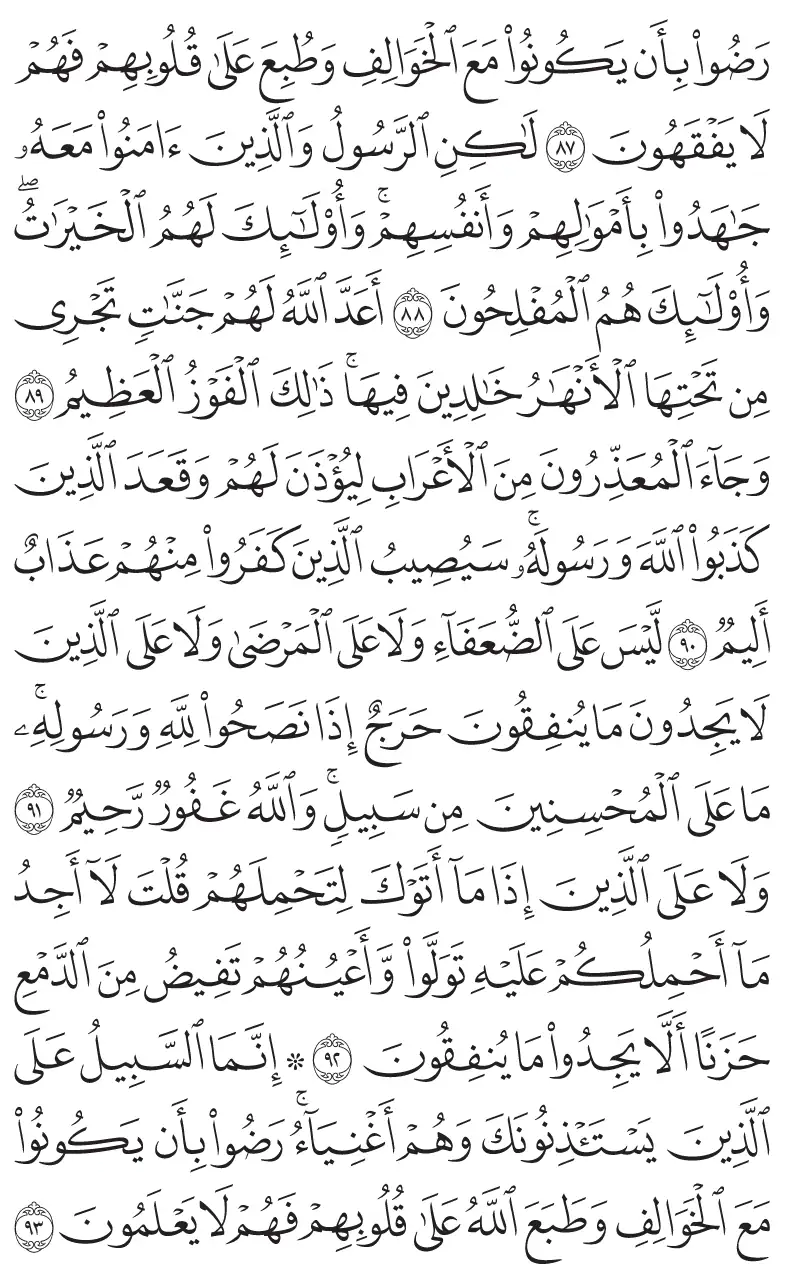 رَضُوا۟ بِأَن يَكُونُوا۟ مَعَ ٱلْخَوَالِفِ وَطُبِعَ عَلَىٰ قُلُوبِهِمْ فَهُمْ
لَا يَفْقَهُونَ ٨٧ لَٰكِنِ ٱلرَّسُولُ وَٱلَّذِينَ ءَامَنُوا۟ مَعَهُۥ
جَٰهَدُوا۟ بِأَمْوَٰلِهِمْ وَأَنفُسِهِمْۚ وَأُو۟لَٰٓئِكَ لَهُمُ ٱلْخَيْرَٰتُۖ
وَأُو۟لَٰٓئِكَ هُمُ ٱلْمُفْلِحُونَ ٨٨ أَعَدَّ ٱللَّهُ لَهُمْ جَنَّٰتٍ تَجْرِى
مِن تَحْتِهَا ٱلْأَنْهَٰرُ خَٰلِدِينَ فِيهَاۚ ذَٰلِكَ ٱلْفَوْزُ ٱلْعَظِيمُ ٨٩
وَجَآءَ ٱلْمُعَذِّرُونَ مِنَ ٱلْأَعْرَابِ لِيُؤْذَنَ لَهُمْ وَقَعَدَ ٱلَّذِينَ
كَذَبُوا۟ ٱللَّهَ وَرَسُولَهُۥۚ سَيُصِيبُ ٱلَّذِينَ كَفَرُوا۟ مِنْهُمْ عَذَابٌ
أَلِيمٌ ٩٠ لَّيْسَ عَلَى ٱلضُّعَفَآءِ وَلَا عَلَى ٱلْمَرْضَىٰ وَلَا عَلَى ٱلَّذِينَ
لَا يَجِدُونَ مَا يُنفِقُونَ حَرَجٌ إِذَا نَصَحُوا۟ لِلَّهِ وَرَسُولِهِۦۚ
مَا عَلَى ٱلْمُحْسِنِينَ مِن سَبِيلٍۚ وَٱللَّهُ غَفُورٌ رَّحِيمٌ ٩١
وَلَا عَلَى ٱلَّذِينَ إِذَا مَآ أَتَوْكَ لِتَحْمِلَهُمْ قُلْتَ لَآ أَجِدُ
مَآ أَحْمِلُكُمْ عَلَيْهِ تَوَلَّوا۟ وَّأَعْيُنُهُمْ تَفِيضُ مِنَ ٱلدَّمْعِ
حَزَنًا أَلَّا يَجِدُوا۟ مَا يُنفِقُونَ ٩٢ * إِنَّمَا ٱلسَّبِيلُ عَلَى
ٱلَّذِينَ يَسْتَـْٔذِنُونَكَ وَهُمْ أَغْنِيَآءُۚ رَضُوا۟ بِأَن يَكُونُوا۟
مَعَ ٱلْخَوَالِفِ وَطَبَعَ ٱللَّهُ عَلَىٰ قُلُوبِهِمْ فَهُمْ لَا يَعْلَمُونَ ٩٣